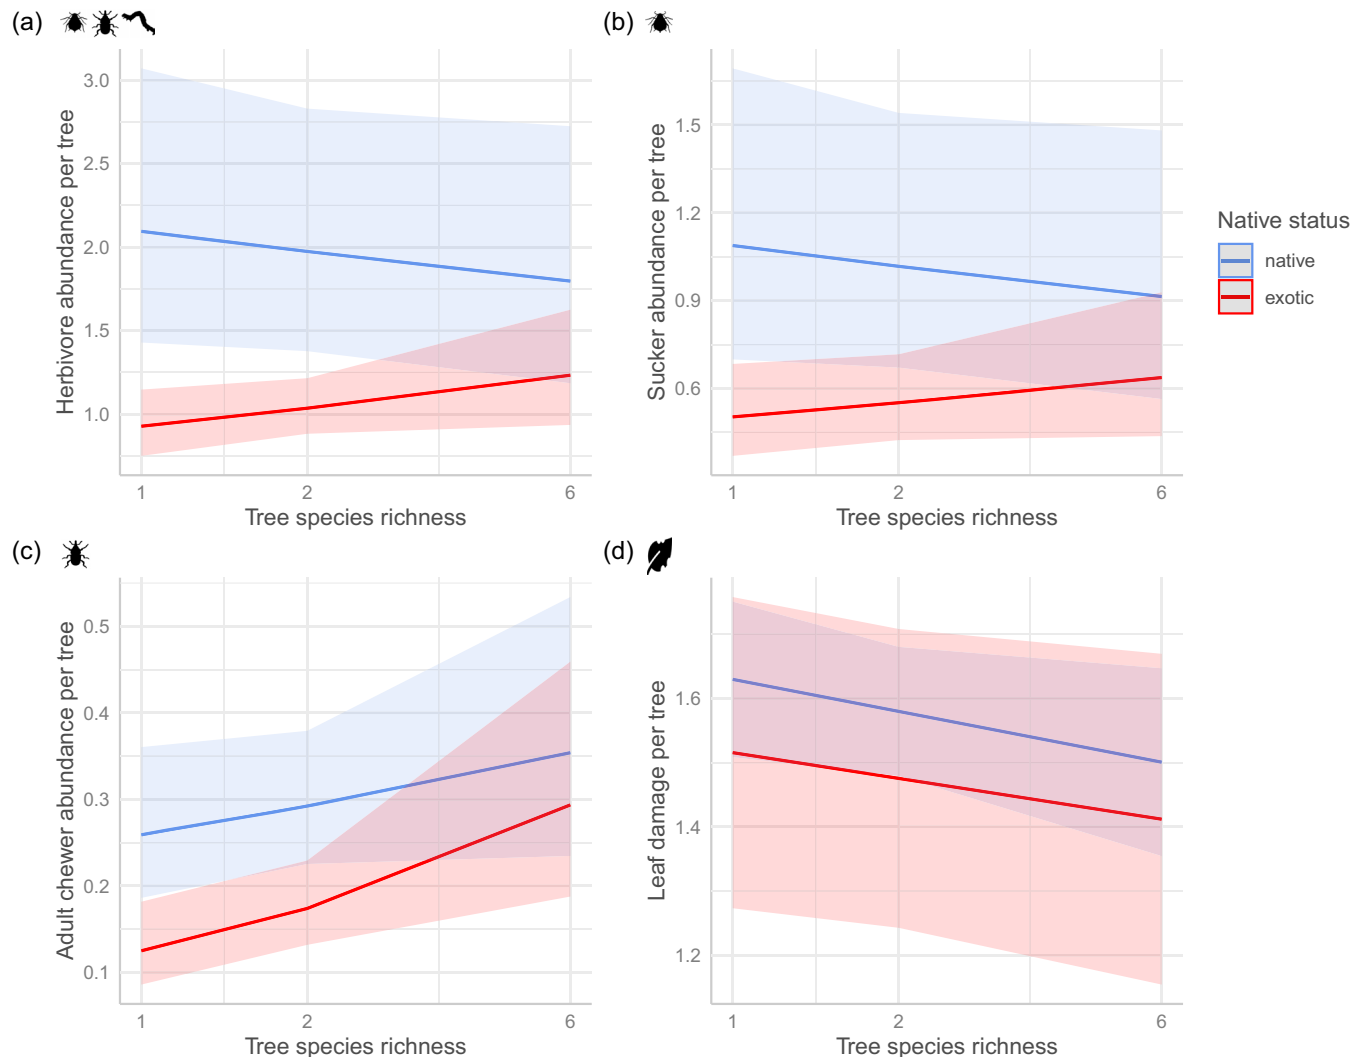 (a)
3.0
2.5
2.0
1.5
1.0
Herbivore abundance per tree
1 2 6
Tree species richness
(b)
1.5
1.2
0.9
0.6
Sucker abundance per tree
1 2 6
Tree species richness
Native status
native
exotic
(c)
0.5
0.4
0.3
0.2
0.1
Adult chewer abundance per tree
1 2 6
Tree species richness
(d)
1.6
1.4
1.2
Leaf damage per tree
1 2 6
Tree species richness